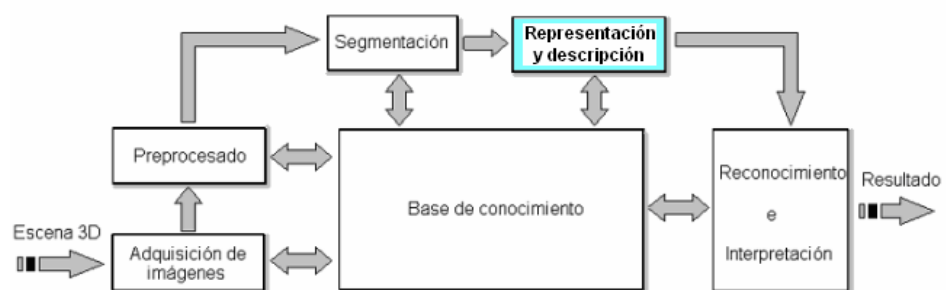 Segmentación
Representación
y descripción
Preprocesado
Base de conocimiento
Reconocimiento
e
Interpretación
Resultado
Escena 3D
Adquisición de
imágenes